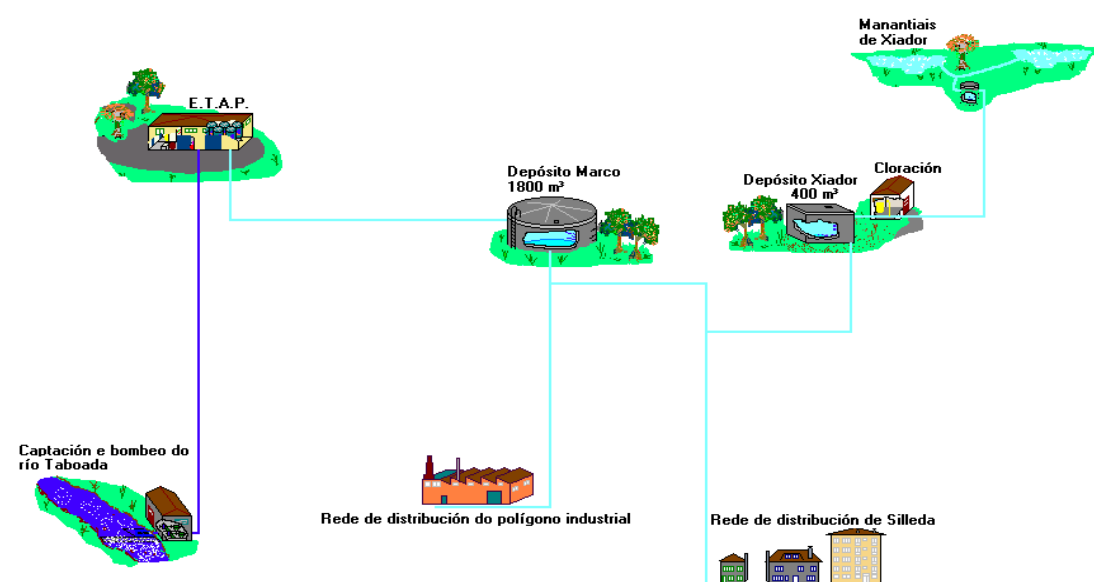 Manantiais
de Xiador
E.T.A.P.
Depósito Marco
1800 m³
Depósito Xiador
400 m³
Cloración
Captación e bombeo do
río Taboada
Rede de distribución do polígono industrial
Rede de distribución de Silleda